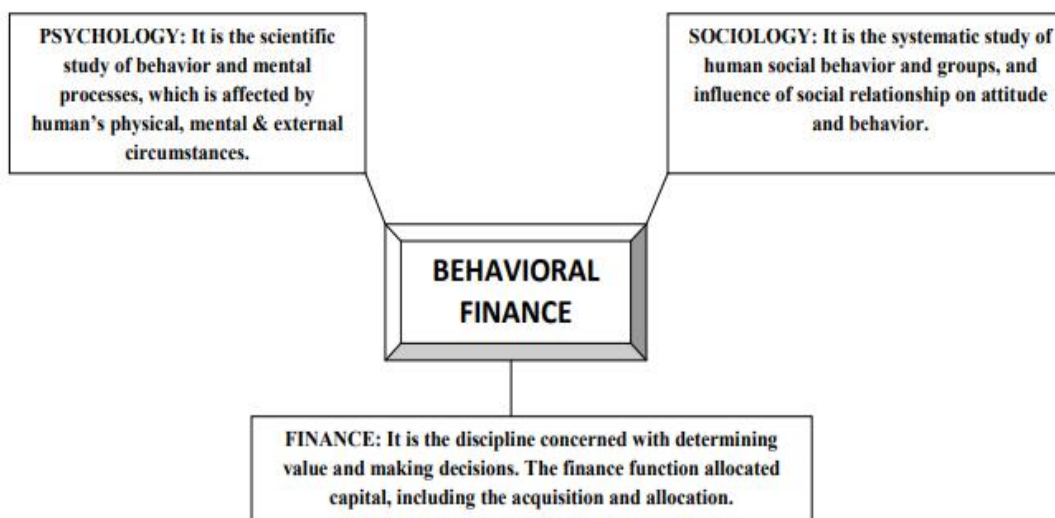 PSYCHOLOGY: It is the scientific
study of behavior and mental
processes, which is affected by
human's physical, mental & external
circumstances.
SOCIOLOGY: It is the systematic study of
human social behavior and groups, and
influence of social relationship on attitude
and behavior.
BEHAVIORAL
FINANCE
FINANCE: It is the discipline concerned with determining
value and making decisions. The finance function allocated
capital, including the acquisition and allocation.